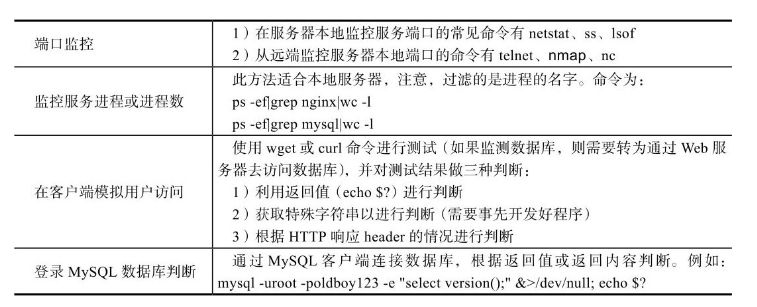 端口监控
1）在服务器本地监控服务端口的常见命令有 netstat、ss、lsof
2）从远端监控服务器本地端口的命令有 telnet、nmap、nc
监控服务进程或进程数
此方法适合本地服务器，注意，过滤的是进程的名字。命令为：
ps -ef|grep nginx|wc -l
ps -ef|grep mysql|wc -l
在客户端模拟用户访问
使用 wget 或 curl 命令进行测试（如果监测数据库，则需要转为通过 Web 服
务器去访问数据库），并对测试结果做三种判断：
1）利用返回值（echo $?）进行判断
2）获取特殊字符串以进行判断（需要事先开发好程序）
3）根据 HTTP 响应 header 的情况进行判断
登录 MySQL 数据库判断
通过 MySQL 客户端连接数据库，根据返回值或返回内容判断。例如：
mysql -uroot -poldboy123 -e "select version();" &>/dev/null; echo $?